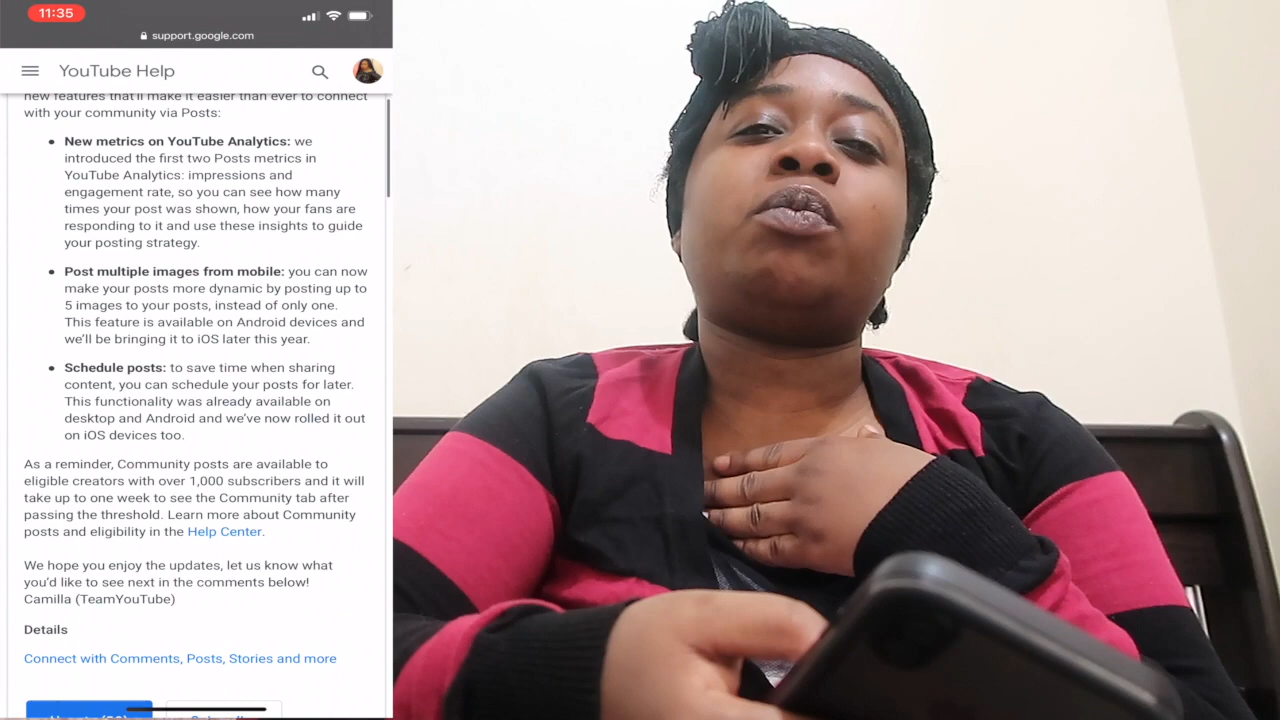 11:35
support.google.com
YouTube Help
new features that'll make it easier than ever to connect
with your community via Posts:
• New metrics on YouTube Analytics: we
introduced the first two Posts metrics in
YouTube Analytics: impressions and
engagement rate, so you can see how many
times your post was shown, how your fans are
responding to it and use these insights to guide
your posting strategy.
• Post multiple images from mobile: you can now
make your posts more dynamic by posting up to
5 images to your posts, instead of only one.
This feature is available on Android devices and
we'll be bringing it to iOS later this year.
• Schedule posts: to save time when sharing
content, you can schedule your posts for later.
This functionality was already available on
desktop and Android and we've now rolled it out
on iOS devices too.
As a reminder, Community posts are available to
eligible creators with over 1,000 subscribers and it will
take up to one week to see the Community tab after
passing the threshold. Learn more about Community
posts and eligibility in the Help Center.
We hope you enjoy the updates, let us know what
you'd like to see next in the comments below!
Camilla (TeamYouTube)
Details
Connect with Comments, Posts, Stories and more